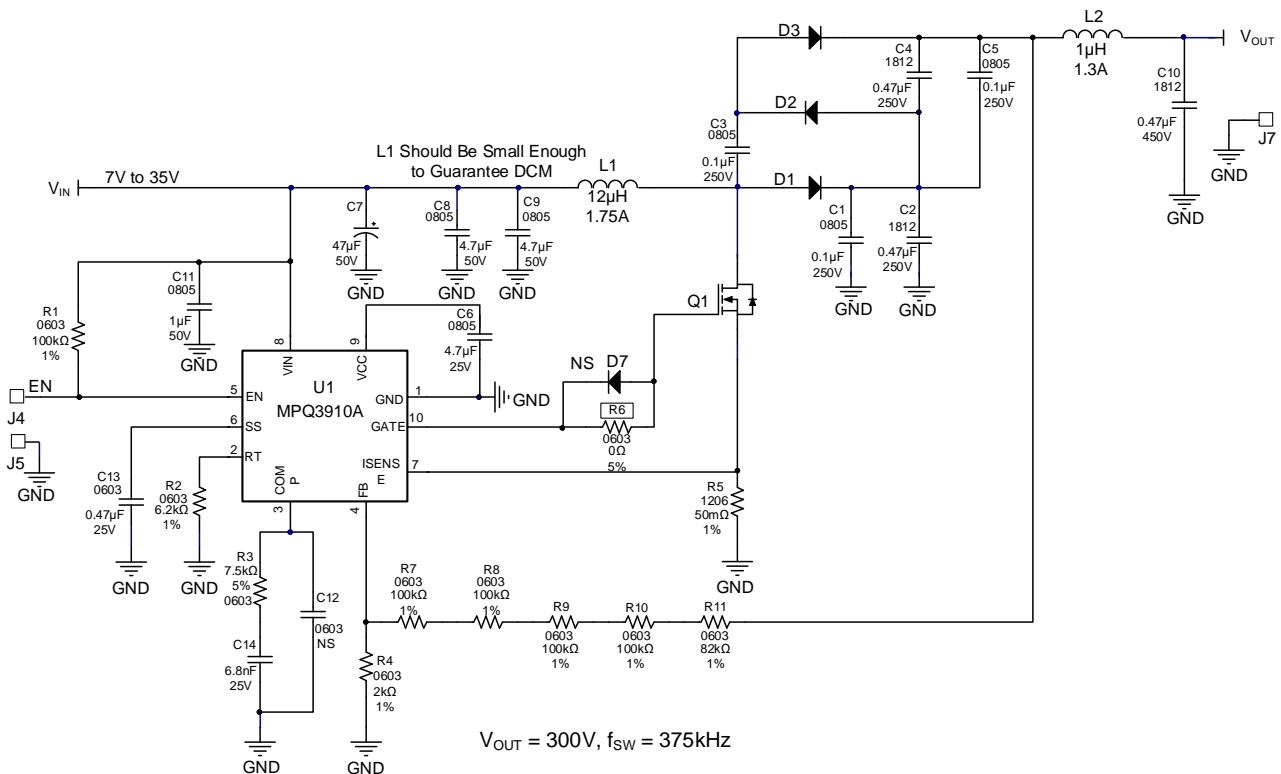 D3
L2
1µH
1.3A
V_OUT
C4
1812
0.47µF
250V
C5
0805
0.1µF
250V
C10
1812
0.47µF
450V
J7
GND
GND
D2
C3
0805
0.1µF
250V
L1 Should Be Small Enough
to Guarantee DCM
L1
12µH
1.75A
D1
V_IN
7V to 35V
C7
+
47µF
50V
GND
C8
0805
4.7µF
50V
GND
C9
0805
4.7µF
50V
GND
C1
0805
0.1µF
250V
GND
C2
1812
0.47µF
250V
GND
C11
0805
1µF
50V
GND
R1
0603
100kΩ
1%
Q1
C6
0805
4.7µF
25V
8
9
VIN
VCC
U1
MPQ3910A
NS
D7
EN
J4
J5
GND
5
EN
6
SS
2
RT
GND
1
GND
GATE
10
ISENS
E
7
COM
P
3
FB
4
R6
0603
0Ω
5%
C13
0603
0.47µF
25V
GND
R2
0603
6.2kΩ
1%
GND
R5
1206
50mΩ
1%
GND
R3
7.5kΩ
5%
0603
C12
0603
NS
C14
6.8nF
25V
GND
R7
0603
100kΩ
1%
R8
0603
100kΩ
1%
R9
0603
100kΩ
1%
R10
0603
100kΩ
1%
R11
0603
82kΩ
1%
R4
0603
2kΩ
1%
GND
V_OUT = 300V, f_SW = 375kHz